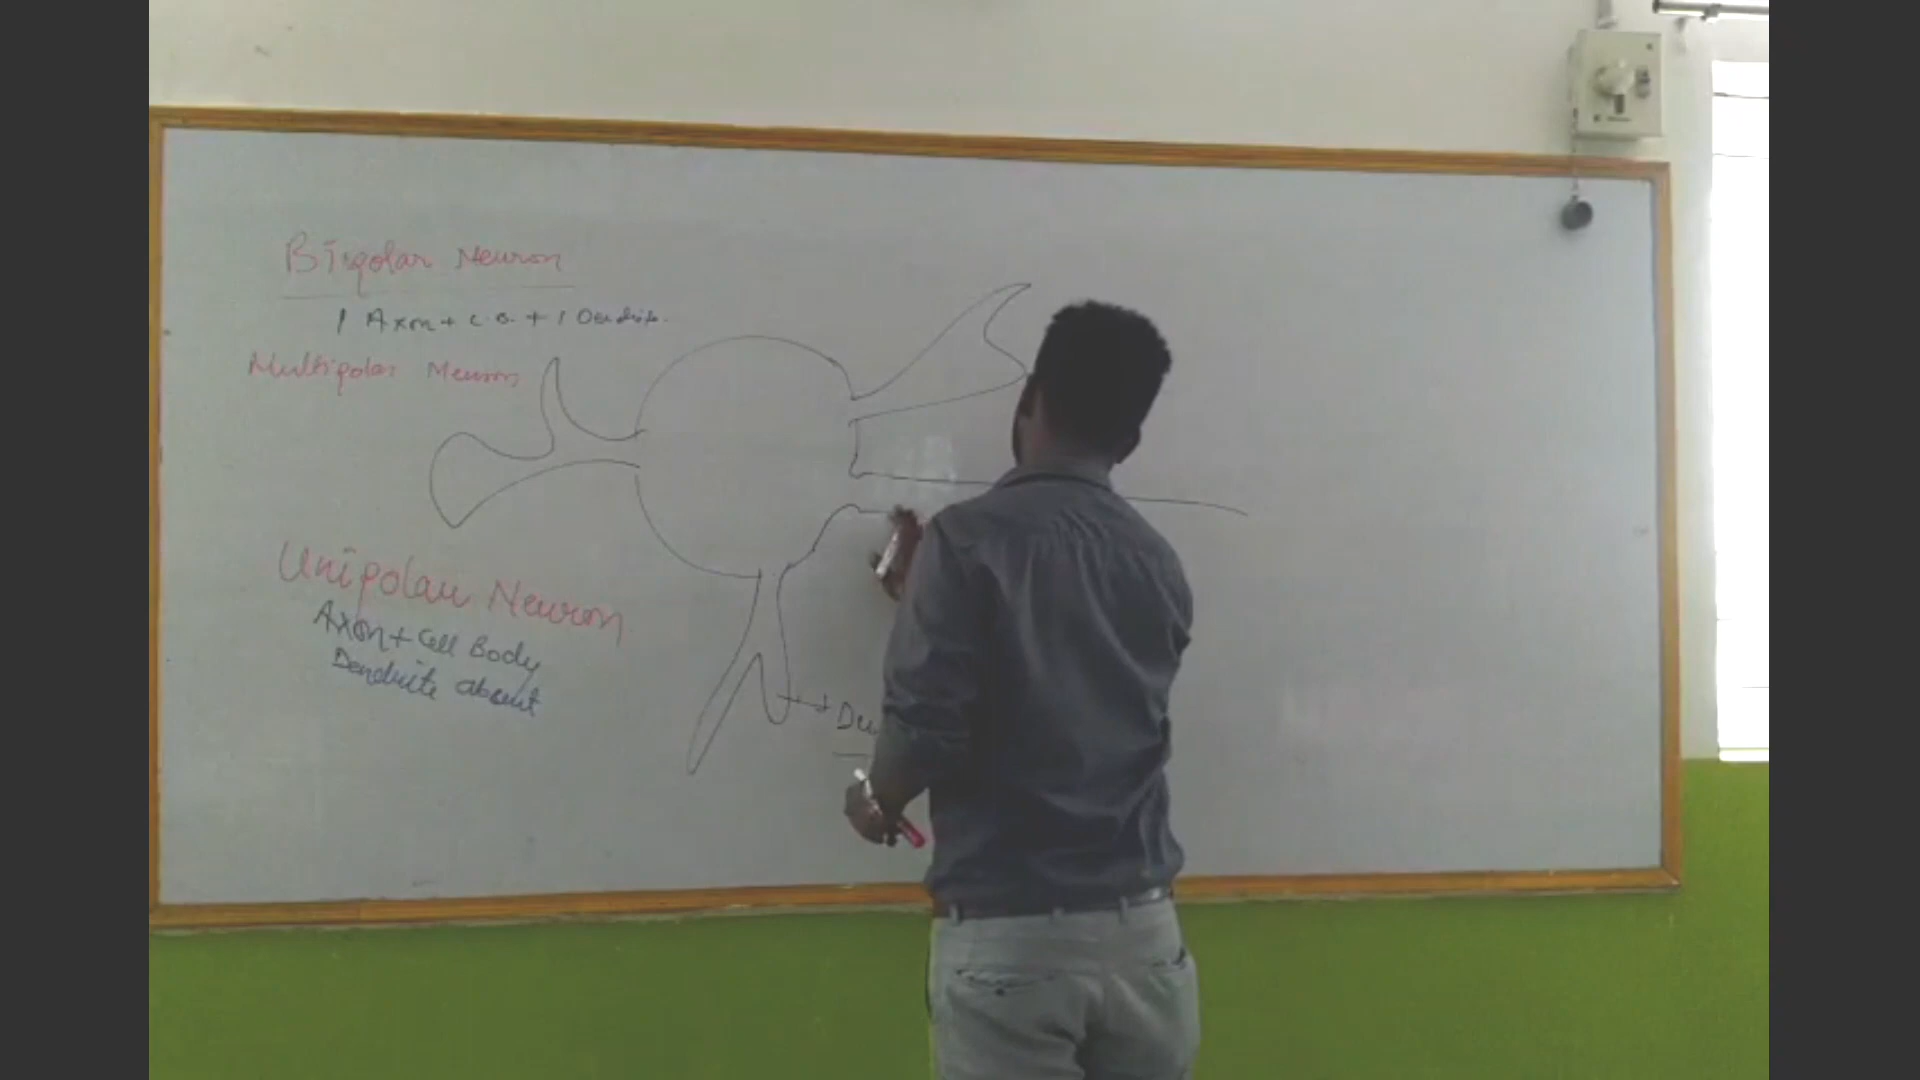 Bipolar Neuron
1 Axon + C.B. + 1 Dendrite.
Multipolar Neuron
Unipolar Neuron
Axon + Cell Body
Dendrite absent